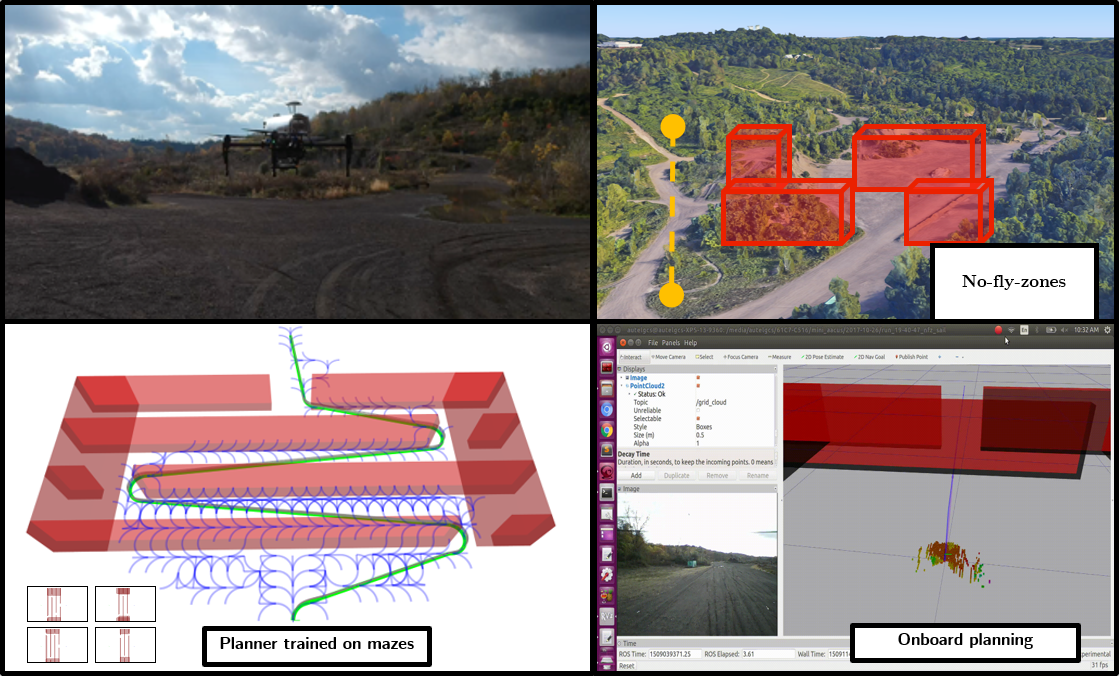 No-fly-zones
Planner trained on mazes
10:32 AM
File Panels Help
Interact Move Camera Select Focus Camera Measure 2D Pose Estimate 2D Nav Goal Publish Point
Displays
Image
PointCloud2
Status: Ok
Topic /grid_cloud
Unreliable
Selectable
Style Boxes
Size (m) 0.5
Alpha 1
Decay Time
Duration, in seconds, to keep the incoming points. 0 means
Add Duplicate Remove Rename
Image
Time
ROS Time: 1509039371.25 ROS Elapsed: 3.61 Wall Time:
Reset
31 fps
Onboard planning